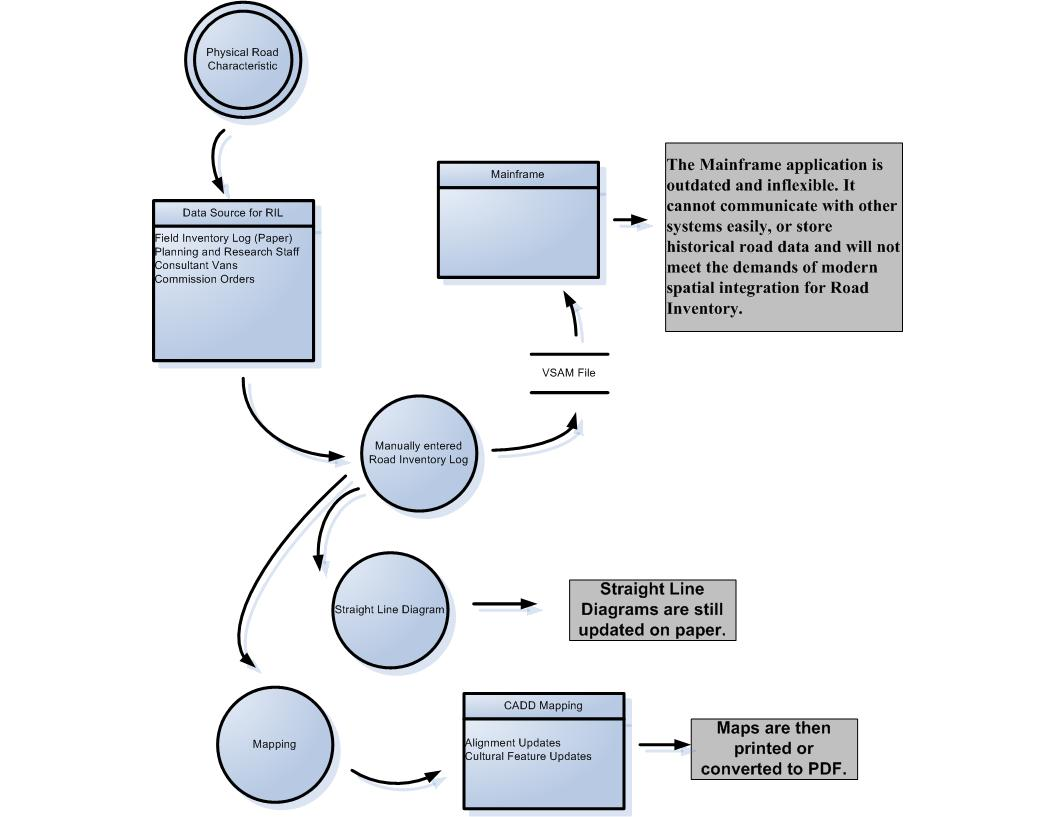 Physical Road
Characteristic
Data Source for RIL
Field Inventory Log (Paper)
Planning and Research Staff
Consultant Vans
Commission Orders
Mainframe
The Mainframe application is
outdated and inflexible. It
cannot communicate with other
systems easily, or store
historical road data and will not
meet the demands of modern
spatial integration for Road
Inventory.
VSAM File
Manually entered
Road Inventory Log
Straight Line Diagram
Straight Line
Diagrams are still
updated on paper.
Mapping
CADD Mapping
Alignment Updates
Cultural Feature Updates
Maps are then
printed or
converted to PDF.